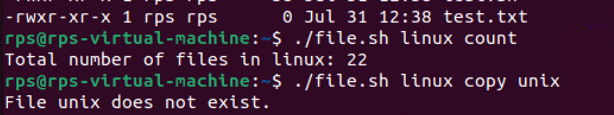 -rwxr-xr-x 1 rps rps     0 Jul 31 12:38 test.txt
rps@rps-virtual-machine:~$ ./file.sh linux count
Total number of files in linux: 22
rps@rps-virtual-machine:~$ ./file.sh linux copy unix
File unix does not exist.